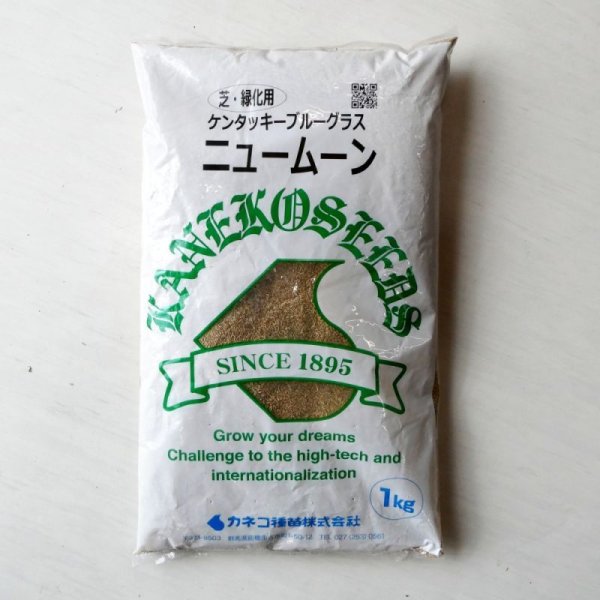 芝・緑化用
ケンタッキーブルーグラス
ニュームーン
KANEKO SEEDS
SINCE 1895
Grow your dreams
Challenge to the high-tech and
internationalization
1kg
カネコ種苗株式会社